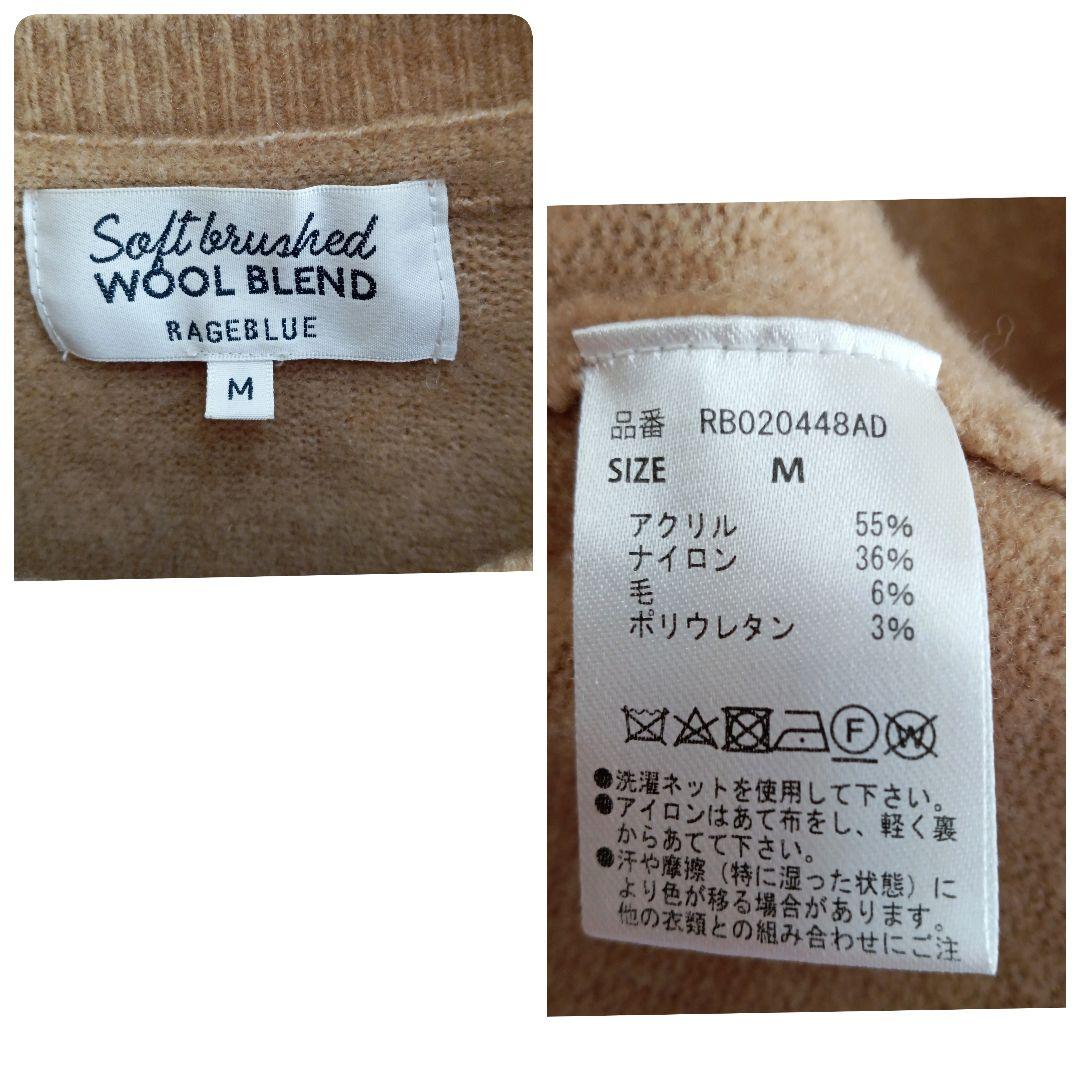 Soft brushed
WOOL BLEND
RAGEBLUE
M
品番 RB020448AD
SIZE M
アクリル 55%
ナイロン 36%
毛 6%
ポリウレタン 3%
F W
●洗濯ネットを使用して下さい。
●アイロンはあて布をし、軽く裏
からあてて下さい。
●汗や摩擦（特に湿った状態）に
より色が移る場合があります。
他の衣類との組み合わせにご注